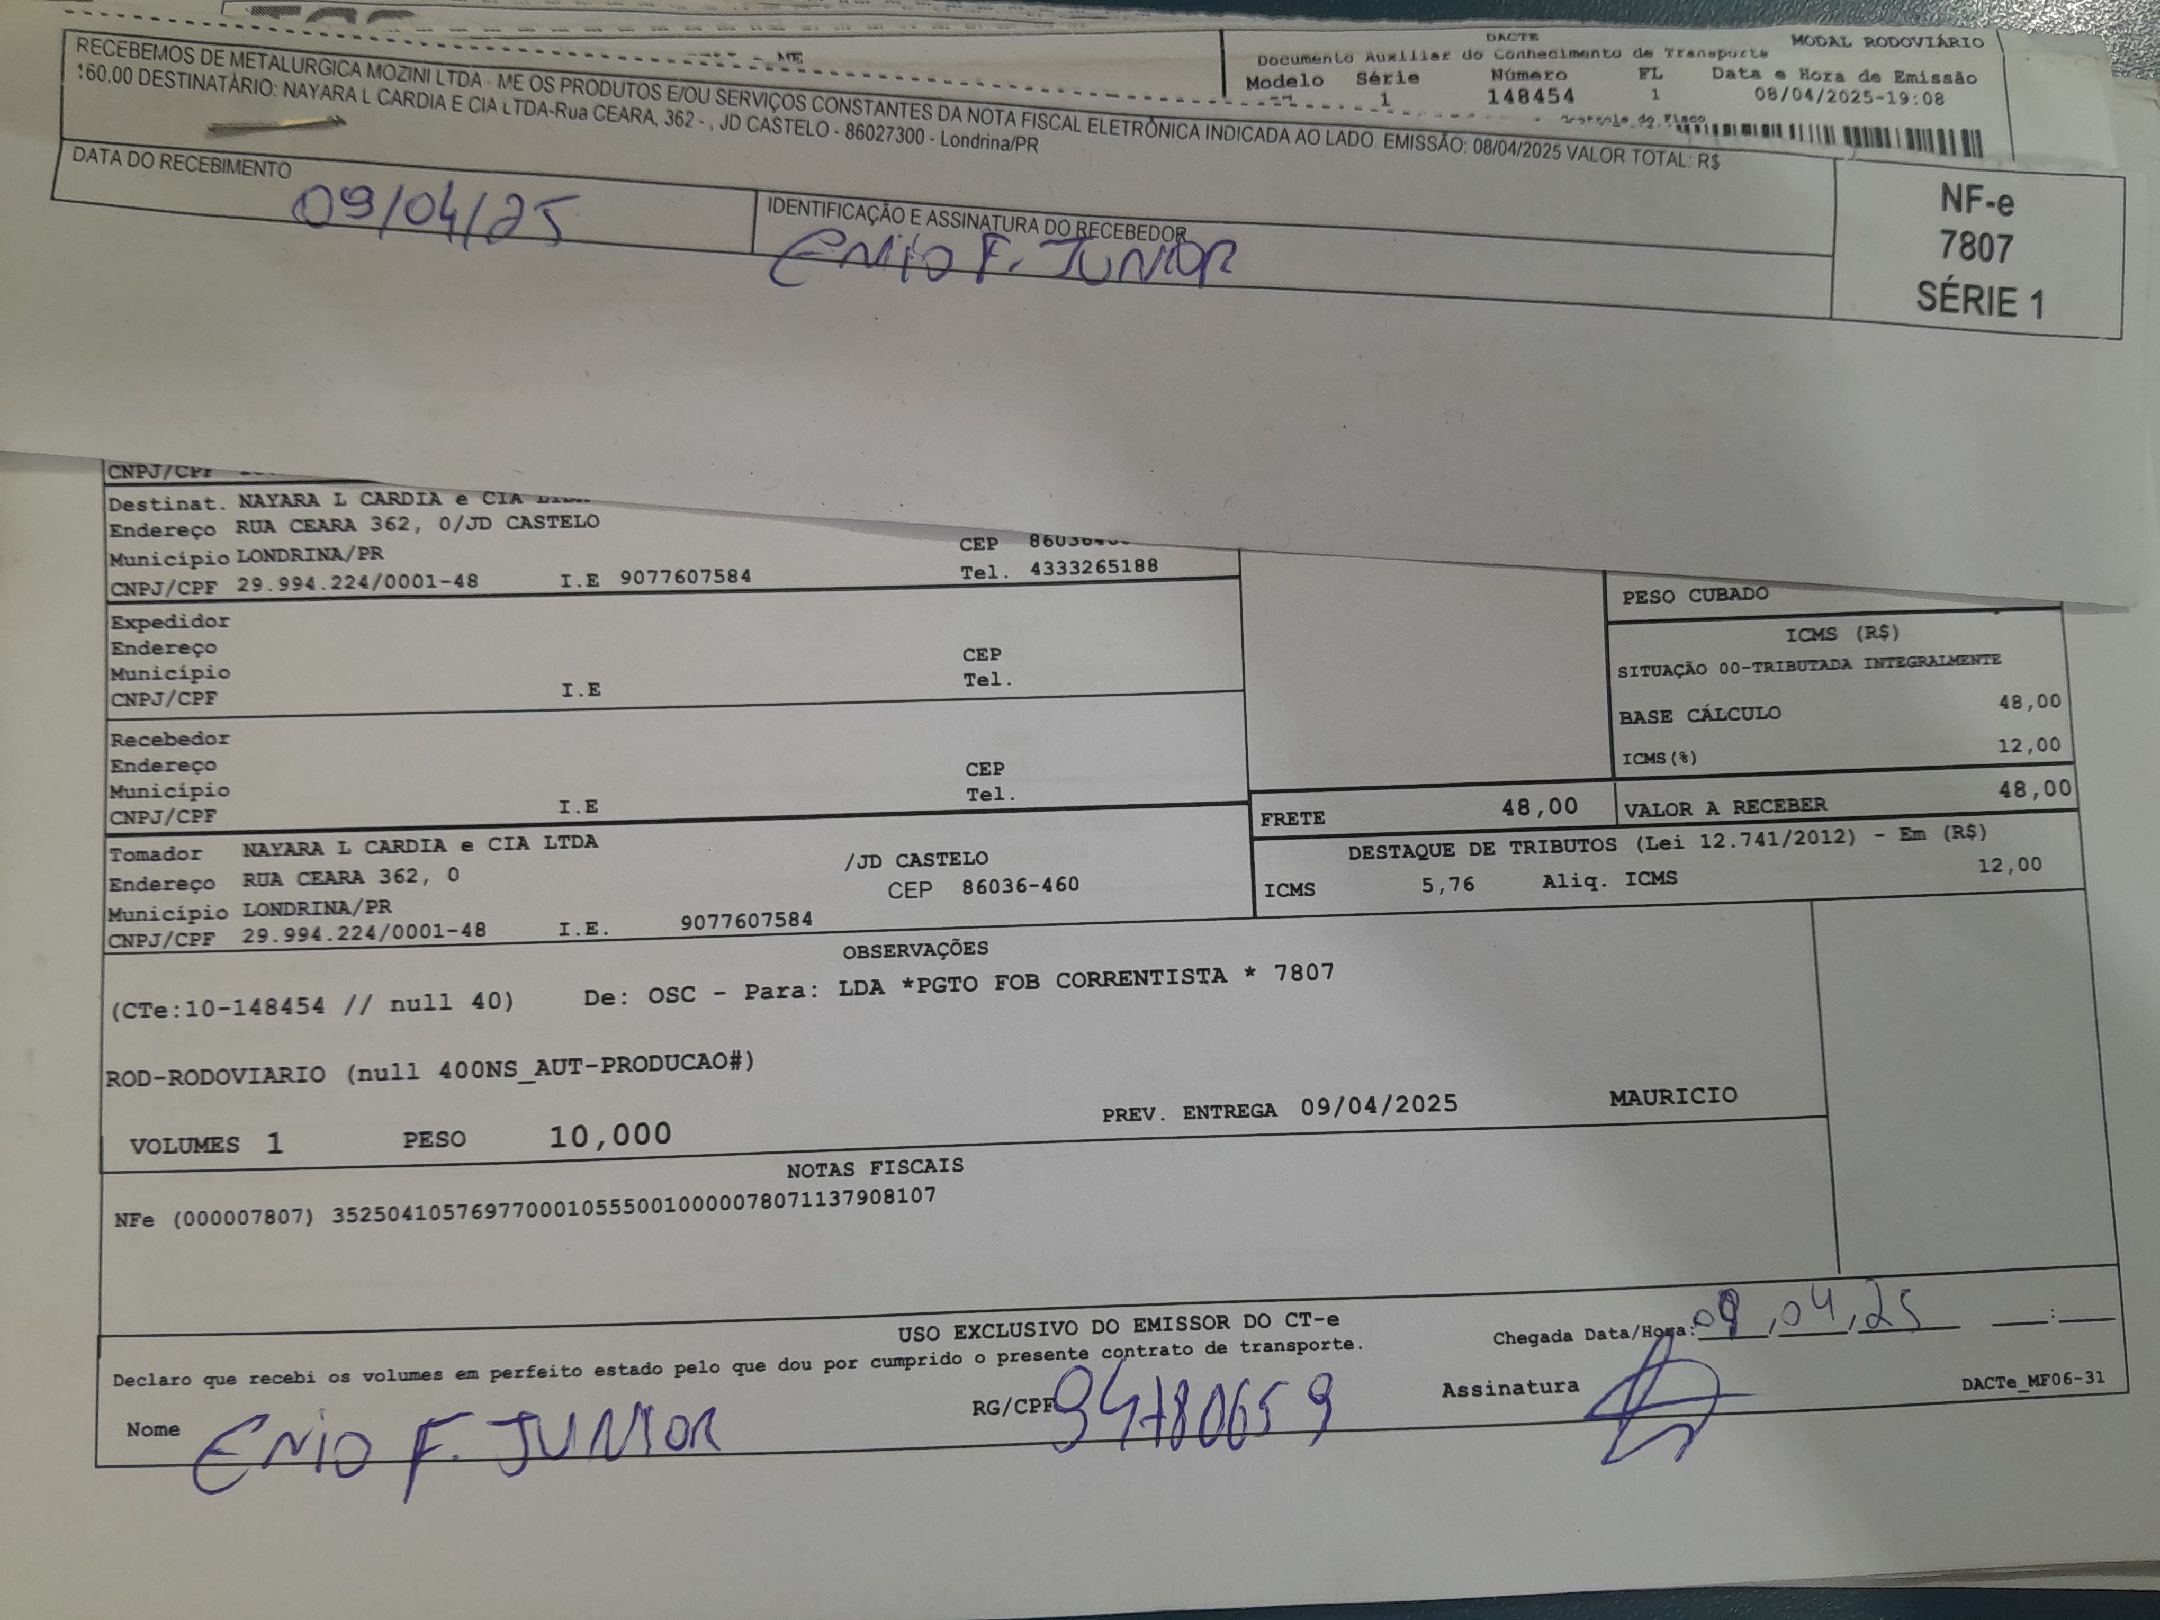 DACTE
MODAL RODOVIÁRIO
Documento Auxiliar do Conhecimento de Transporte
Modelo Série Número FL Data e Hora de Emissão
1 148454 1 08/04/2025-19:08
RECEBEMOS DE METALURGICA MOZINI LTDA - ME OS PRODUTOS E/OU SERVIÇOS CONSTANTES DA NOTA FISCAL ELETRÔNICA INDICADA AO LADO EMISSÃO: 08/04/2025 VALOR TOTAL: R$
160.00 DESTINATÁRIO: NAYARA L CARDIA E CIA LTDA-Rua CEARA, 362 - , JD CASTELO - 86027300 - Londrina/PR
DATA DO RECEBIMENTO
09/04/25
IDENTIFICAÇÃO E ASSINATURA DO RECEBEDOR
ENIO F. JUNIOR
NF-e
7807
SÉRIE 1
CNPJ/CPF
Destinat. NAYARA L CARDIA e CIA
Endereço RUA CEARA 362, 0/JD CASTELO
Município LONDRINA/PR CEP
CNPJ/CPF 29.994.224/0001-48 I.E 9077607584 Tel. 4333265188
Expedidor
Endereço
Município CEP
CNPJ/CPF I.E Tel.
Recebedor
Endereço
Município CEP
CNPJ/CPF I.E Tel.
Tomador NAYARA L CARDIA e CIA LTDA
Endereço RUA CEARA 362, 0 /JD CASTELO
Município LONDRINA/PR CEP 86036-460
CNPJ/CPF 29.994.224/0001-48 I.E. 9077607584
PESO CUBADO
ICMS (R$)
SITUAÇÃO 00-TRIBUTADA INTEGRALMENTE
BASE CÁLCULO 48,00
ICMS(%) 12,00
FRETE 48,00 VALOR A RECEBER 48,00
DESTAQUE DE TRIBUTOS (Lei 12.741/2012) - Em (R$)
ICMS 5,76 Aliq. ICMS 12,00
OBSERVAÇÕES
(CTe:10-148454 // null 40) De: OSC - Para: LDA *PGTO FOB CORRENTISTA * 7807
ROD-RODOVIARIO (null 400NS_AUT-PRODUCAO#)
VOLUMES 1 PESO 10,000 PREV. ENTREGA 09/04/2025 MAURICIO
NOTAS FISCAIS
NFe (000007807) 35250410576977000105550010000078071137908107
USO EXCLUSIVO DO EMISSOR DO CT-e
Declaro que recebi os volumes em perfeito estado pelo que dou por cumprido o presente contrato de transporte.
Chegada Data/Hora: 09,04,25 __:__
Nome ENIO F. JUNIOR RG/CPF 94780659 Assinatura
DACTe_MF06-31